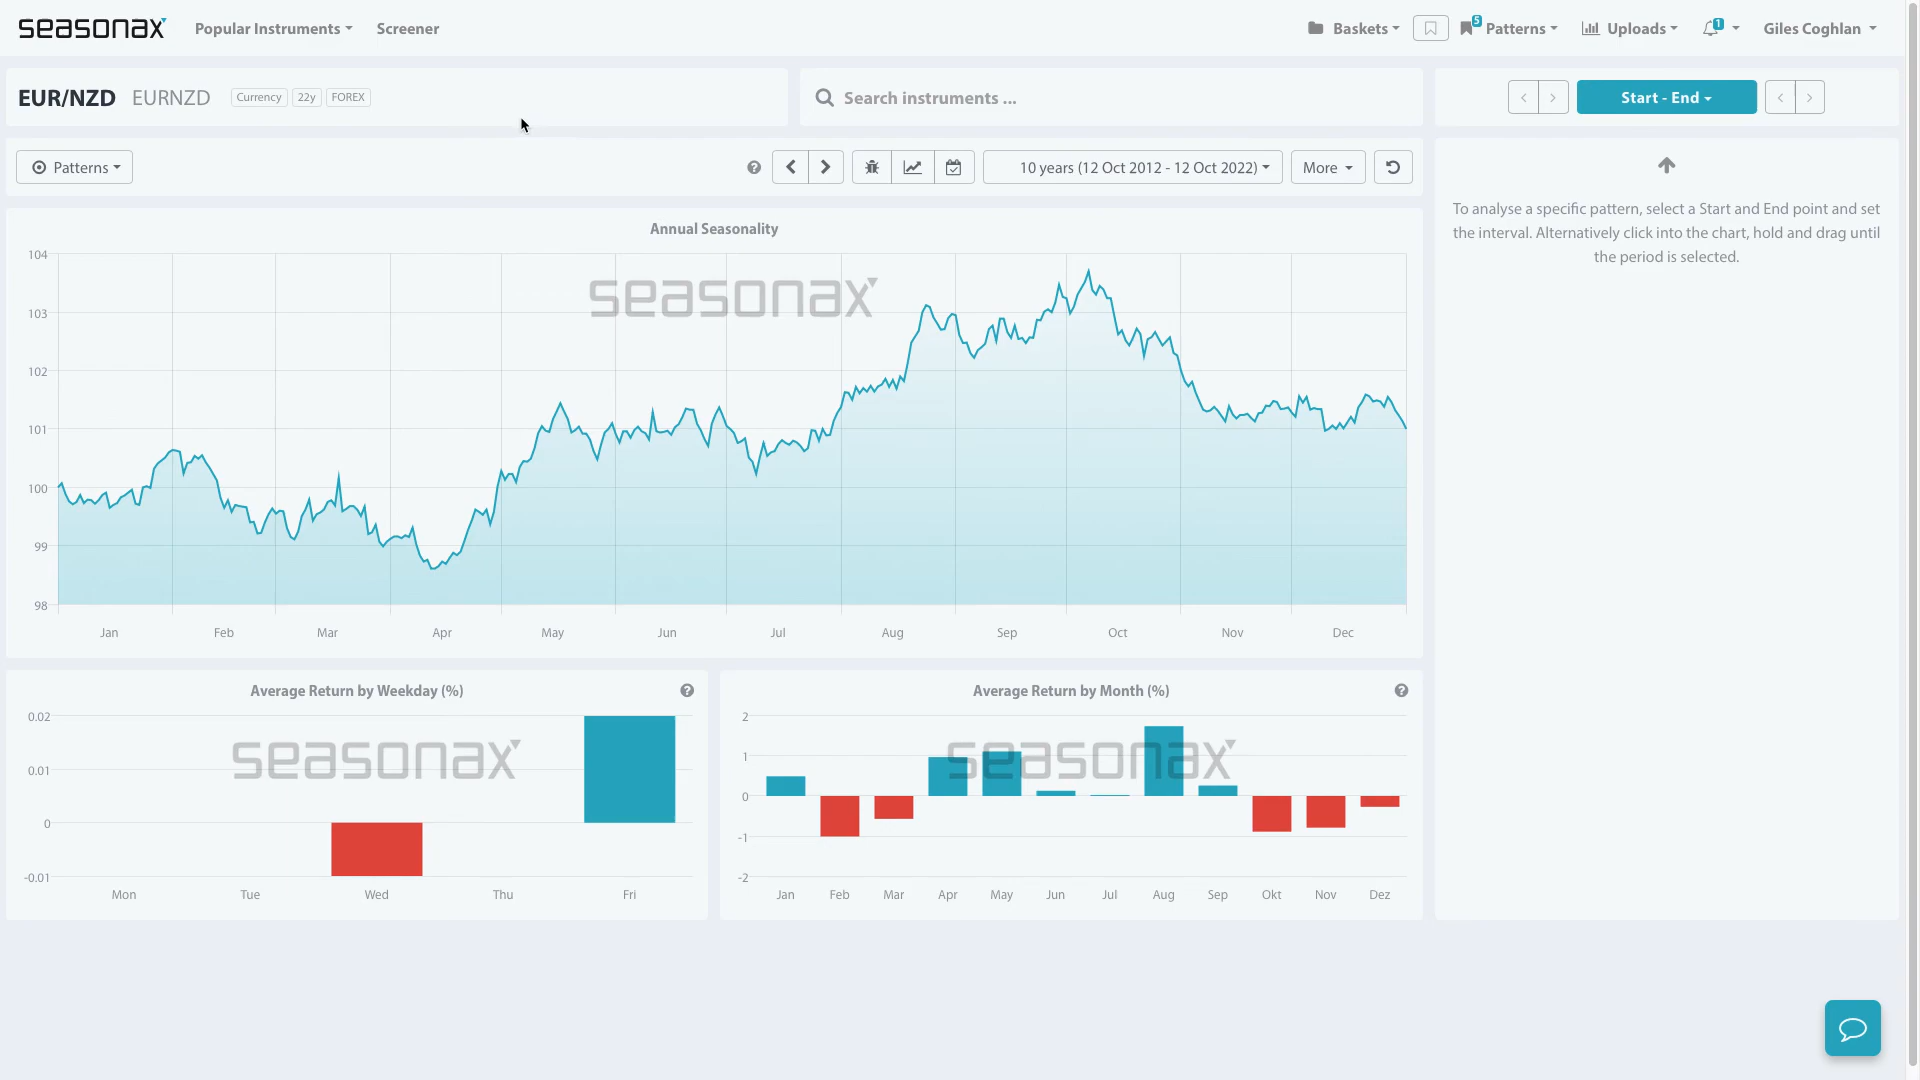 seasonax Popular Instruments Screener Baskets 5 Patterns Uploads 1 Giles Coghlan
EUR/NZD EURNZD Currency 22y FOREX Search instruments ... Start - End
Patterns 10 years (12 Oct 2012 - 12 Oct 2022) More
To analyse a specific pattern, select a Start and End point and set
the interval. Alternatively click into the chart, hold and drag until
the period is selected.
Annual Seasonality
seasonax
104
103
102
101
100
99
98
Jan Feb Mar Apr May Jun Jul Aug Sep Oct Nov Dec
Average Return by Weekday (%)
seasonax
0.02
0.01
0
-0.01
Mon Tue Wed Thu Fri
Average Return by Month (%)
seasonax
2
1
0
-1
-2
Jan Feb Mar Apr May Jun Jul Aug Sep Okt Nov Dez